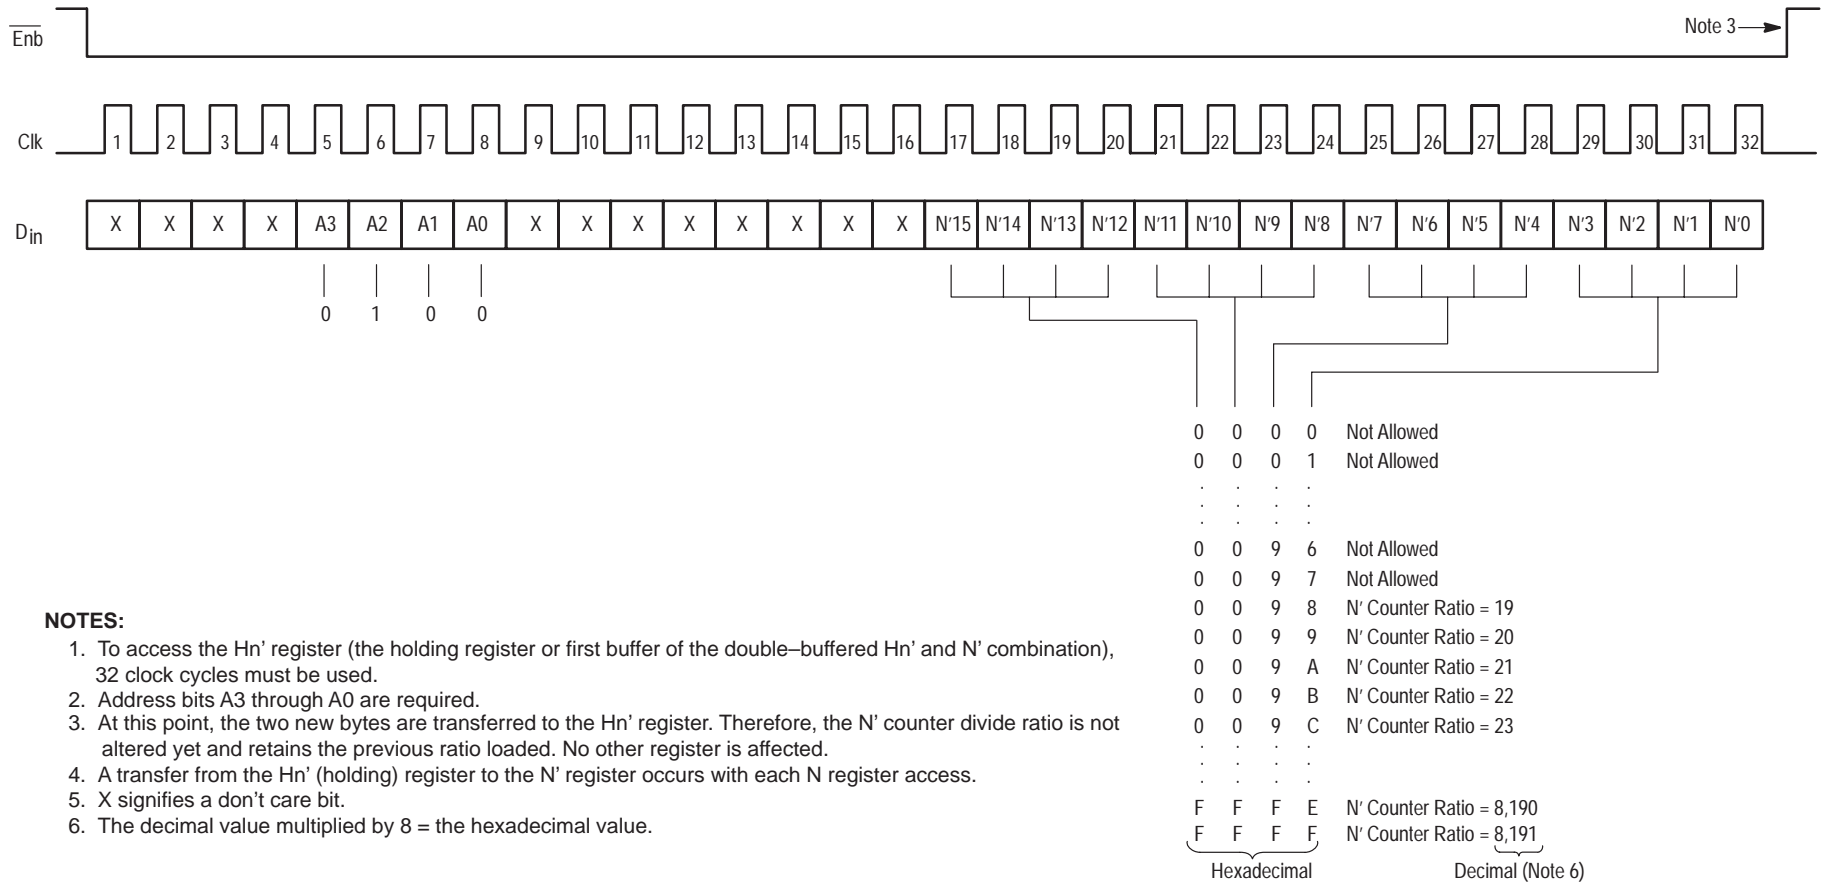 Enb
Note 3
Clk
1 2 3 4 5 6 7 8 9 10 11 12 13 14 15 16 17 18 19 20 21 22 23 24 25 26 27 28 29 30 31 32
Din
X X X X A3 A2 A1 A0 X X X X X X X X N′15 N′14 N′13 N′12 N′11 N′10 N′9 N′8 N′7 N′6 N′5 N′4 N′3 N′2 N′1 N′0
0 1 0 0
0 0 0 0 Not Allowed
0 0 0 1 Not Allowed
. . . .
. . . .
. . . .
0 0 9 6 Not Allowed
0 0 9 7 Not Allowed
0 0 9 8 N′ Counter Ratio = 19
0 0 9 9 N′ Counter Ratio = 20
0 0 9 A N′ Counter Ratio = 21
0 0 9 B N′ Counter Ratio = 22
0 0 9 C N′ Counter Ratio = 23
. . . .
. . . .
. . . .
F F F E N′ Counter Ratio = 8,190
F F F F N′ Counter Ratio = 8,191
Hexadecimal
Decimal (Note 6)
NOTES:
1. To access the Hn’ register (the holding register or first buffer of the double–buffered Hn’ and N’ combination),
32 clock cycles must be used.
2. Address bits A3 through A0 are required.
3. At this point, the two new bytes are transferred to the Hn’ register. Therefore, the N’ counter divide ratio is not
altered yet and retains the previous ratio loaded. No other register is affected.
4. A transfer from the Hn’ (holding) register to the N’ register occurs with each N register access.
5. X signifies a don’t care bit.
6. The decimal value multiplied by 8 = the hexadecimal value.